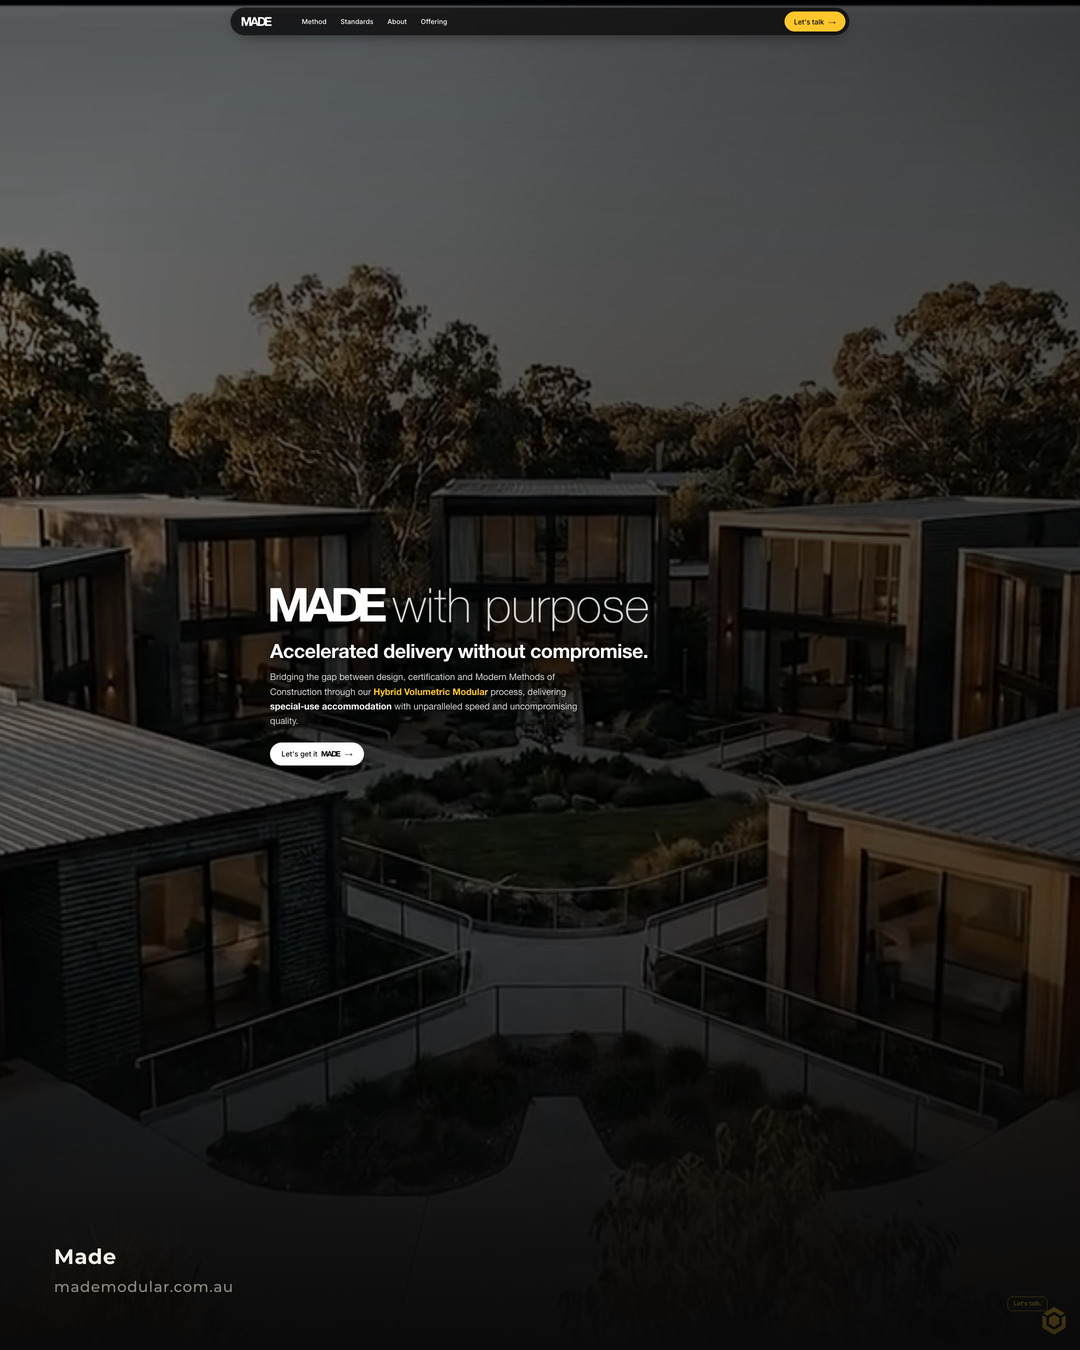 MADE Method Standards About Offering Let's talk →
MADE with purpose
Accelerated delivery without compromise.
Bridging the gap between design, certification and Modern Methods of
Construction through our Hybrid Volumetric Modular process, delivering
special-use accommodation with unparalleled speed and uncompromising
quality.
Let's get it MADE →
Made
mademodular.com.au
Let's talk.